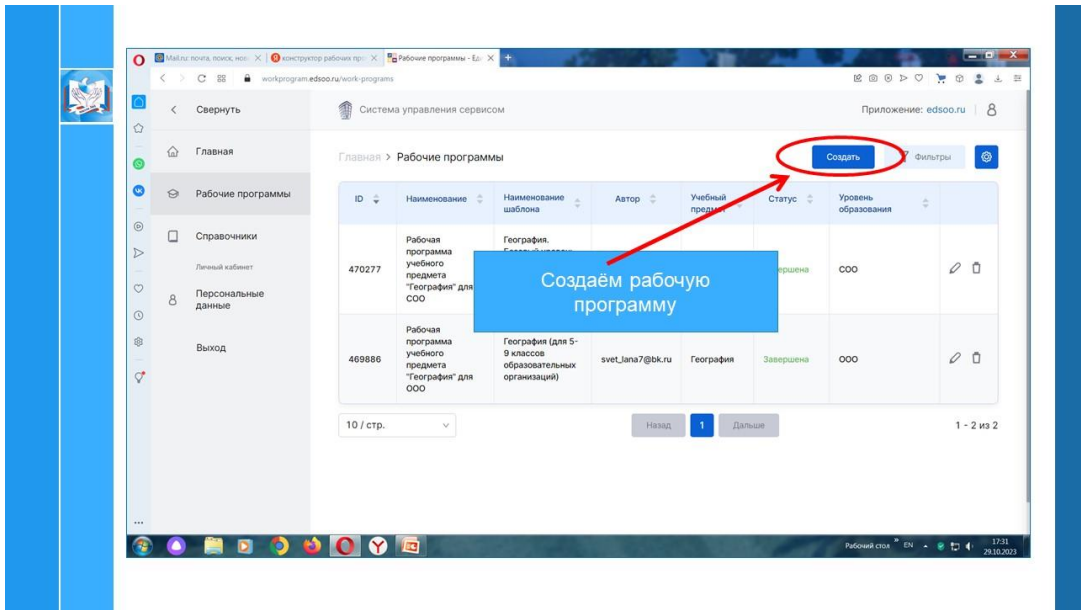 Mail.ru: почта, поиск, нов
конструктор рабочих пр
Рабочие программы - Ед
workprogram.edsoo.ru/work-programs
Свернуть
Система управления сервисом
Приложение: edsoo.ru
Главная
Рабочие программы
Справочники
Личный кабинет
Персональные
данные
Выход
Главная > Рабочие программы
Создать
Фильтры
ID
Наименование
Наименование
шаблона
Автор
Учебный
предмет
Статус
Уровень
образования
470277
Рабочая
программа
учебного
предмета
"География" для
СОО
География.
СОО
Создаём рабочую
программу
469886
Рабочая
программа
учебного
предмета
"География" для
ООО
География (для 5-
9 классов
образовательных
организаций)
svet_lana7@bk.ru
География
Завершена
ООО
10 / стр.
Назад
1
Дальше
1 - 2 из 2
Рабочий стол
EN
17:31
29.10.2023